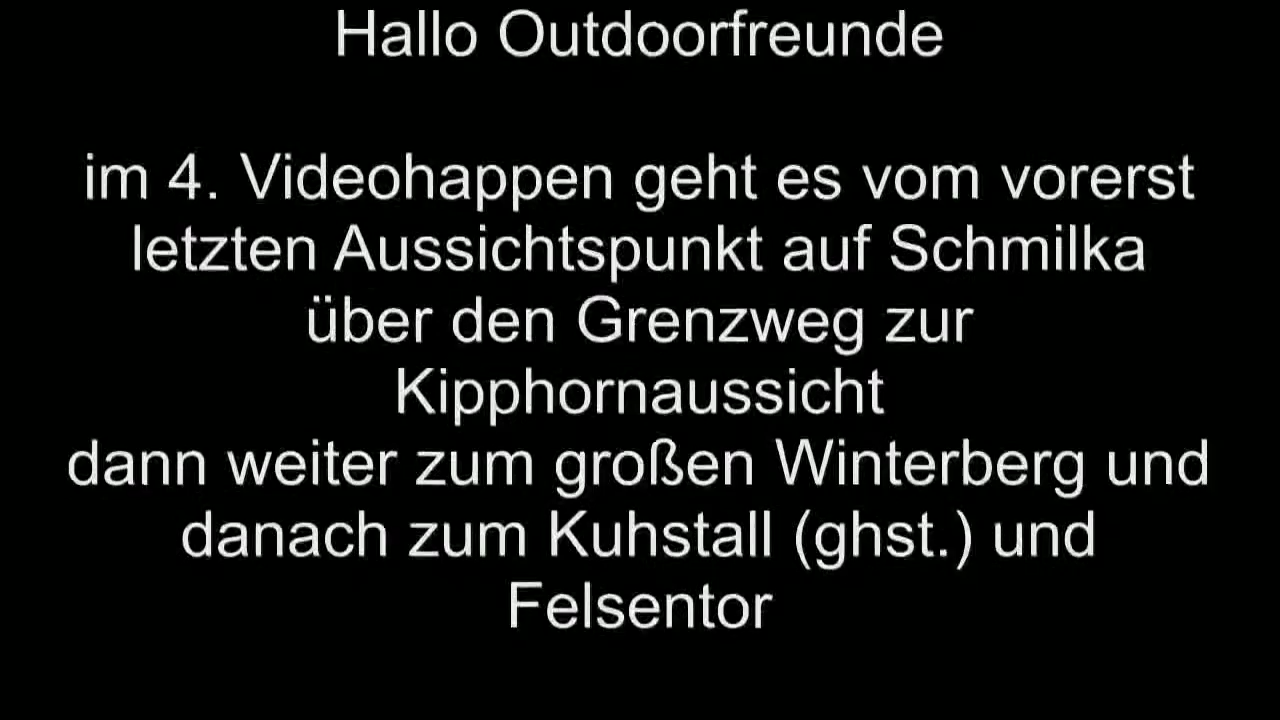 Hallo Outdoorfreunde
im 4. Videohappen geht es vom vorerst
letzten Aussichtspunkt auf Schmilka
über den Grenzweg zur
Kipphornaussicht
dann weiter zum großen Winterberg und
danach zum Kuhstall (ghst.) und
Felsentor